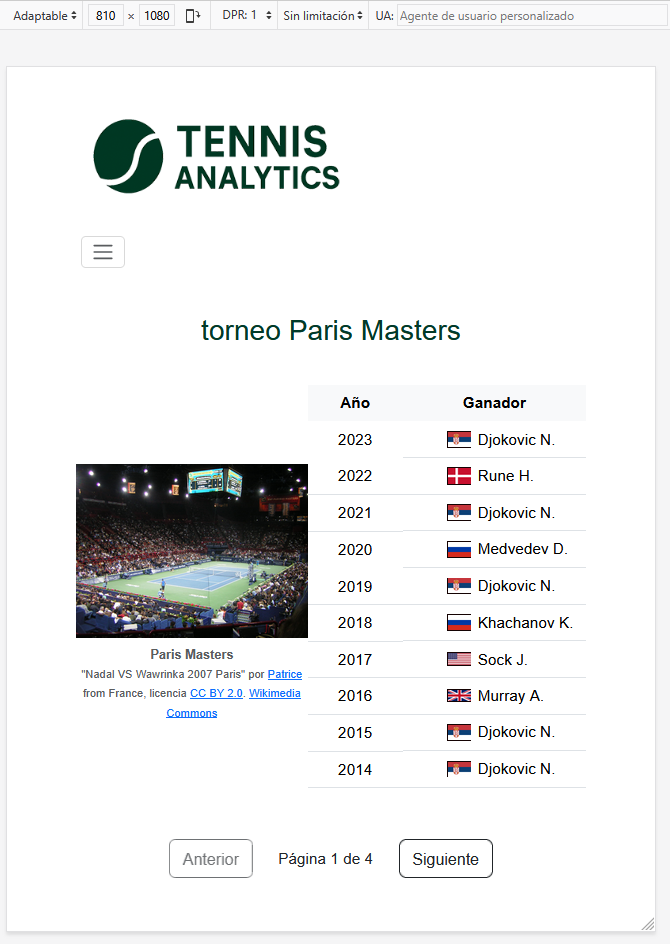 Adaptable 810 × 1080 DPR: 1 Sin limitación UA: Agente de usuario personalizado
TENNIS
ANALYTICS
torneo Paris Masters
Año Ganador
2023 Djokovic N.
2022 Rune H.
2021 Djokovic N.
2020 Medvedev D.
2019 Djokovic N.
2018 Khachanov K.
2017 Sock J.
2016 Murray A.
2015 Djokovic N.
2014 Djokovic N.
Paris Masters
"Nadal VS Wawrinka 2007 Paris" por Patrice
from France, licencia CC BY 2.0. Wikimedia
Commons
Anterior Página 1 de 4 Siguiente